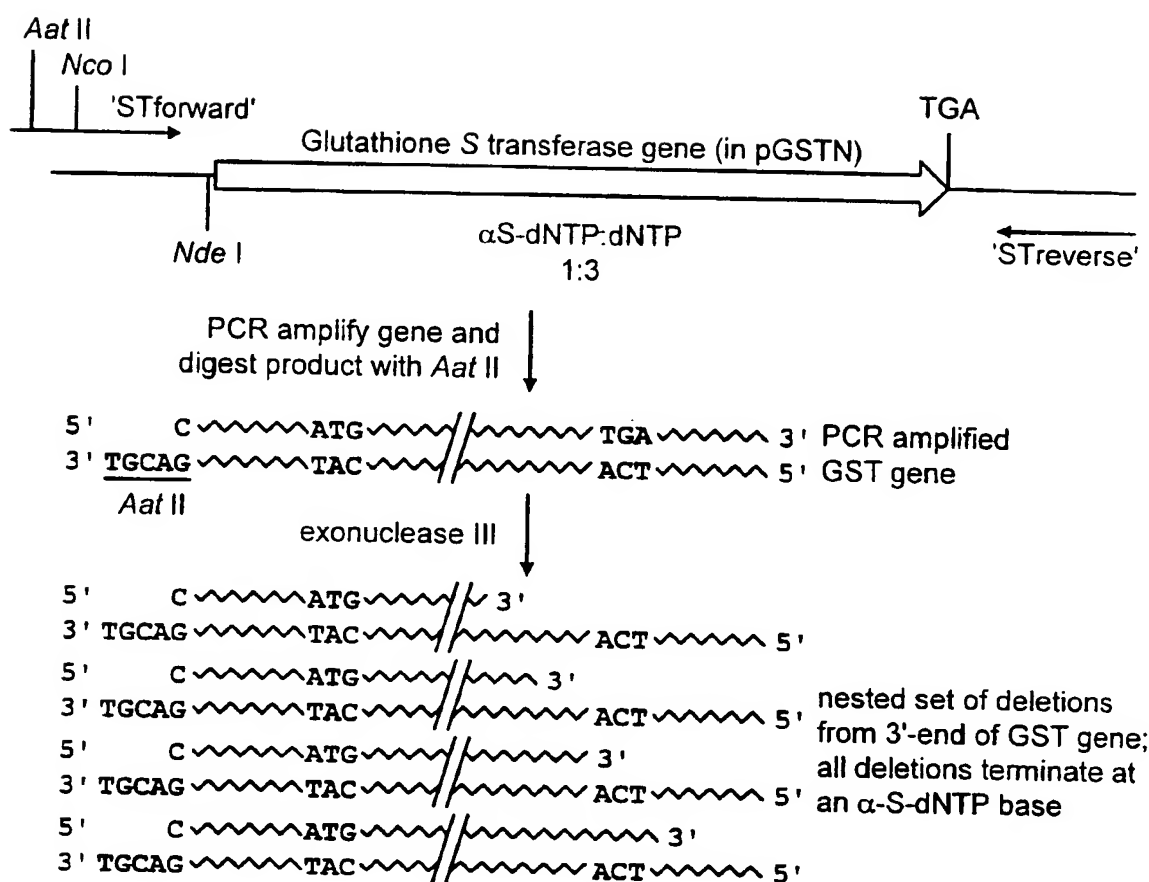 Aat II
Nco I
'STforward'
TGA
Glutathione S transferase gene (in pGSTN)
Nde I
αS-dNTP:dNTP
1:3
'STreverse'
PCR amplify gene and
digest product with Aat II
5' C ATG TGA 3' PCR amplified
3' TGCAG TAC ACT 5' GST gene
Aat II
exonuclease III
5' C ATG 3'
3' TGCAG TAC ACT 5'
5' C ATG 3'
3' TGCAG TAC ACT 5'
5' C ATG 3'
3' TGCAG TAC ACT 5'
5' C ATG 3'
3' TGCAG TAC ACT 5'
nested set of deletions
from 3'-end of GST gene;
all deletions terminate at
an α-S-dNTP base